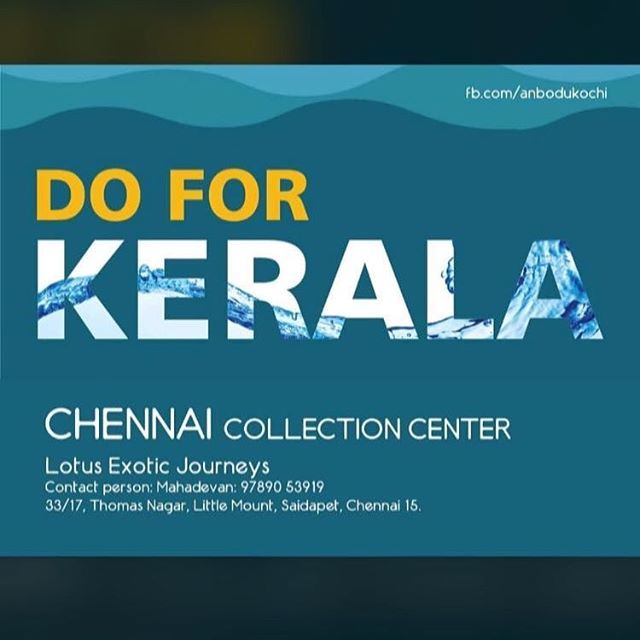 fb.com/anbodukochi
DO FOR
KERALA
CHENNAI COLLECTION CENTER
Lotus Exotic Journeys
Contact person: Mahadevan: 97890 53919
33/17, Thomas Nagar, Little Mount, Saidapet, Chennai 15.